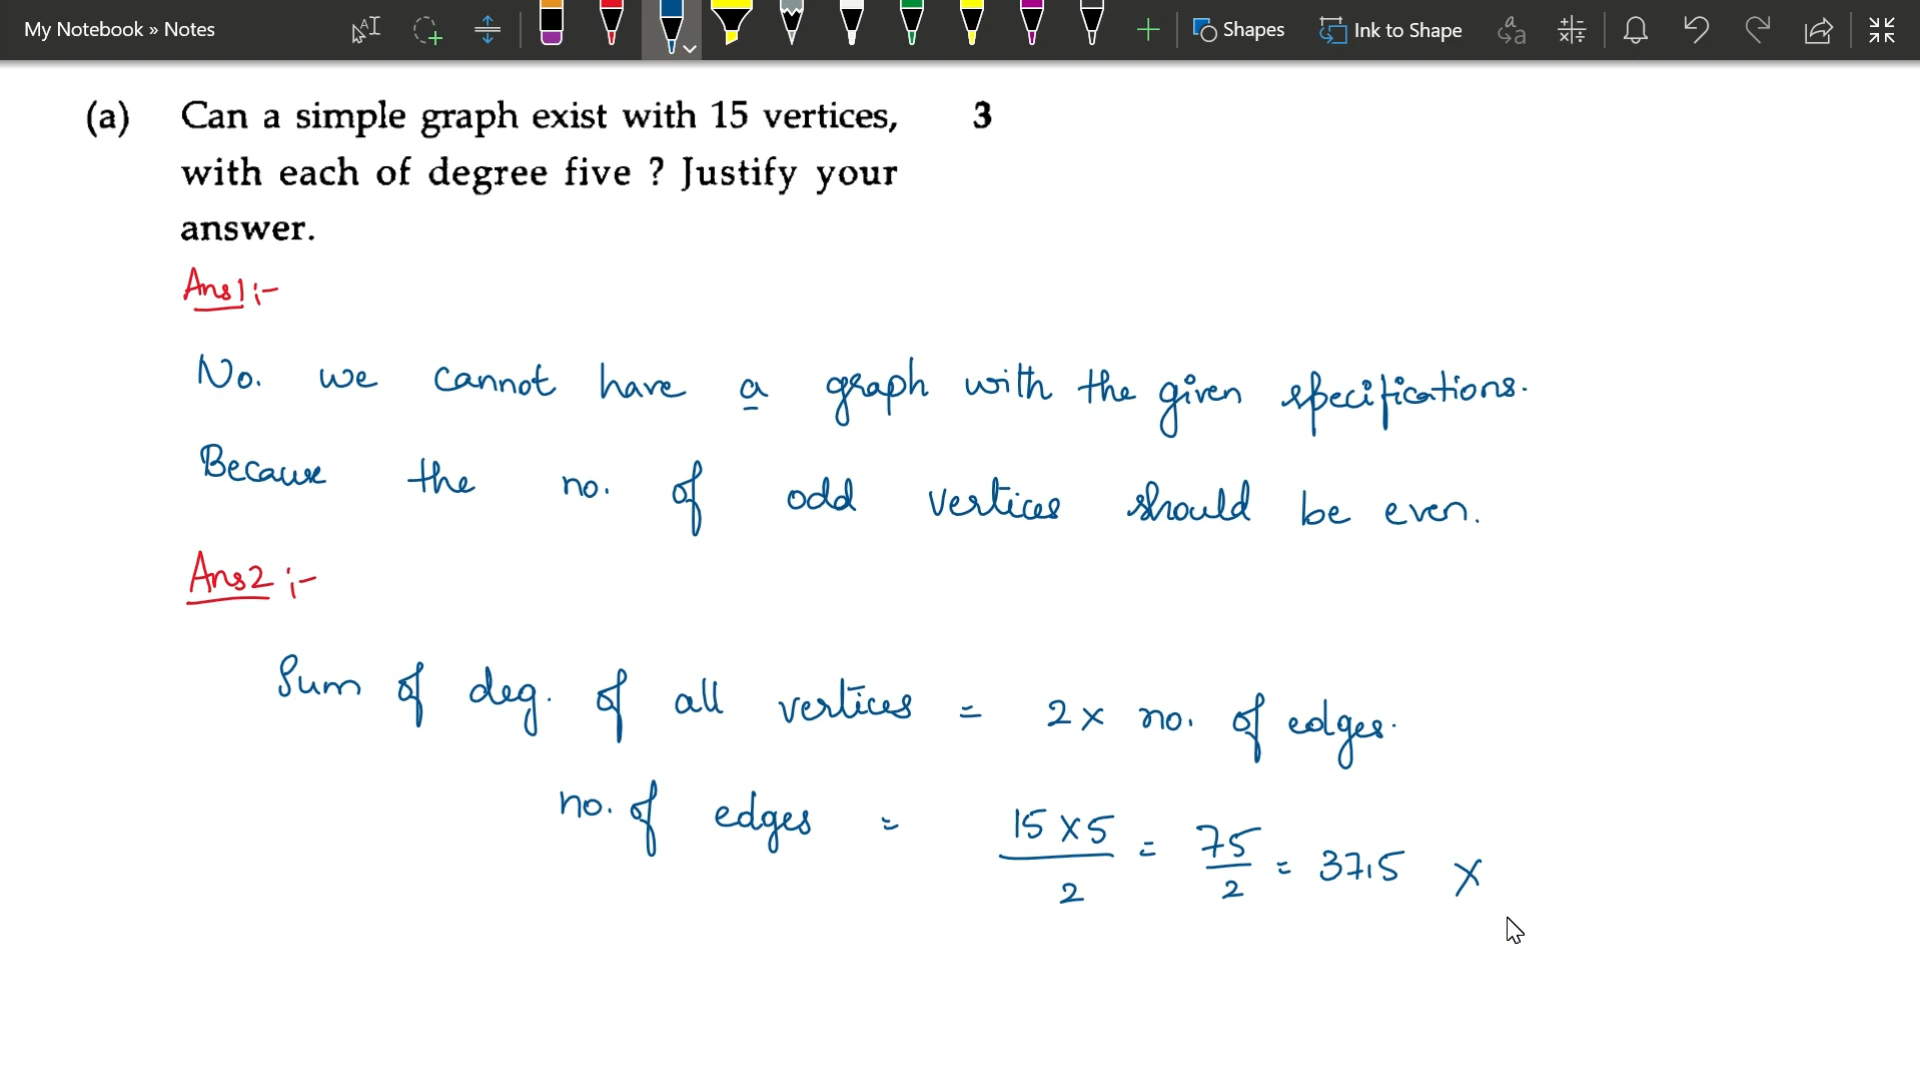 My Notebook » Notes
Shapes
Ink to Shape
(a) Can a simple graph exist with 15 vertices, 3
with each of degree five ? Justify your
answer.
Ans1:-
No. we cannot have a graph with the given specifications.
Because the no. of odd vertices should be even.
Ans2:-
Sum of deg. of all vertices = 2 x no. of edges.
no. of edges = 15 x 5 / 2 = 75 / 2 = 37.5 x